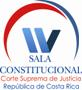 SALA
CONSTITUCIONAL
Corte Suprema de Justicia
República de Costa Rica